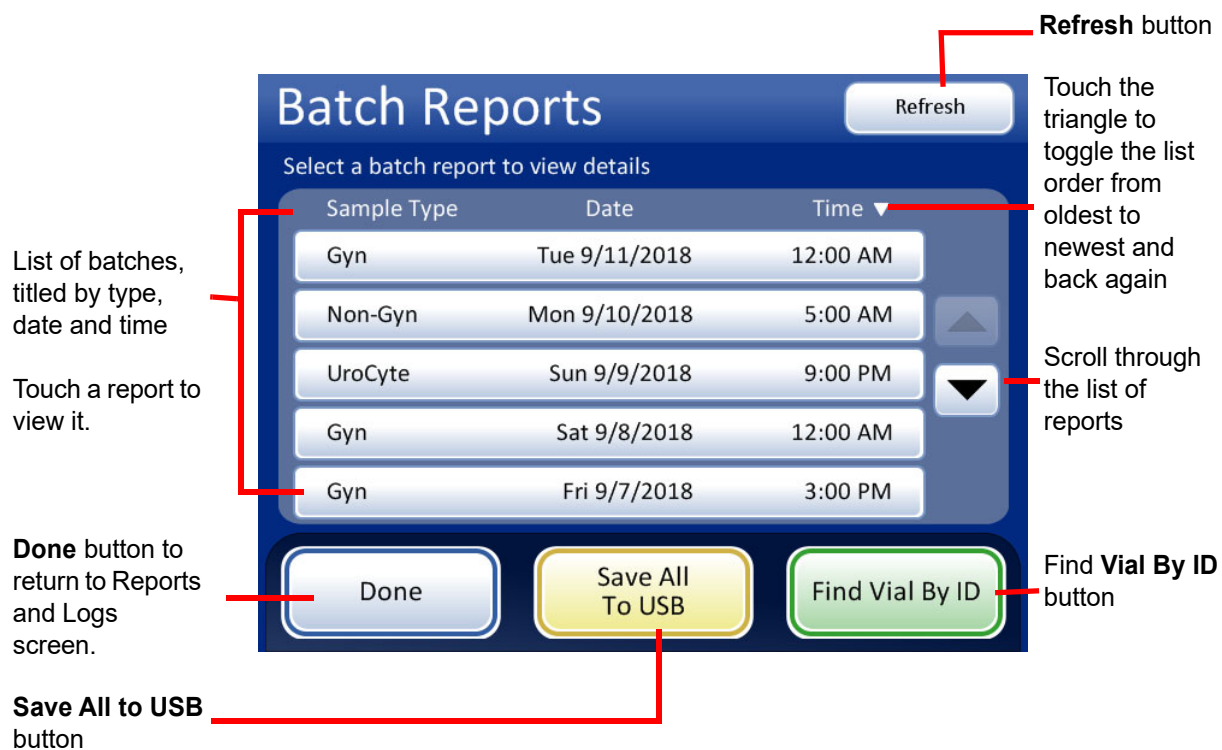 Refresh button
Batch Reports
Refresh
Touch the
triangle to
toggle the list
order from
oldest to
newest and
back again
Select a batch report to view details
Sample Type Date Time
Gyn Tue 9/11/2018 12:00 AM
Non-Gyn Mon 9/10/2018 5:00 AM
UroCyte Sun 9/9/2018 9:00 PM
Gyn Sat 9/8/2018 12:00 AM
Gyn Fri 9/7/2018 3:00 PM
List of batches,
titled by type,
date and time
Touch a report to
view it.
Scroll through
the list of
reports
Done button to
return to Reports
and Logs
screen.
Done
Save All
To USB
Find Vial By ID
Find Vial By ID
button
Save All to USB
button